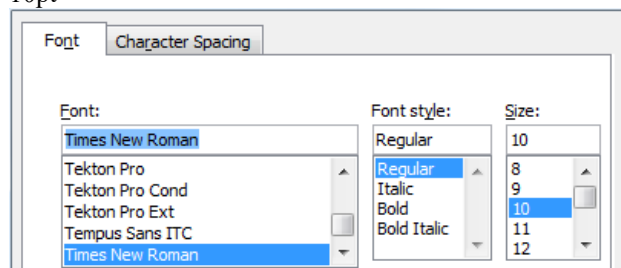 10pt
Font Character Spacing
Font: Font style: Size:
Times New Roman Regular 10
Tekton Pro Regular 8
Tekton Pro Cond Italic 9
Tekton Pro Ext Bold 10
Tempus Sans ITC Bold Italic 11
Times New Roman 12